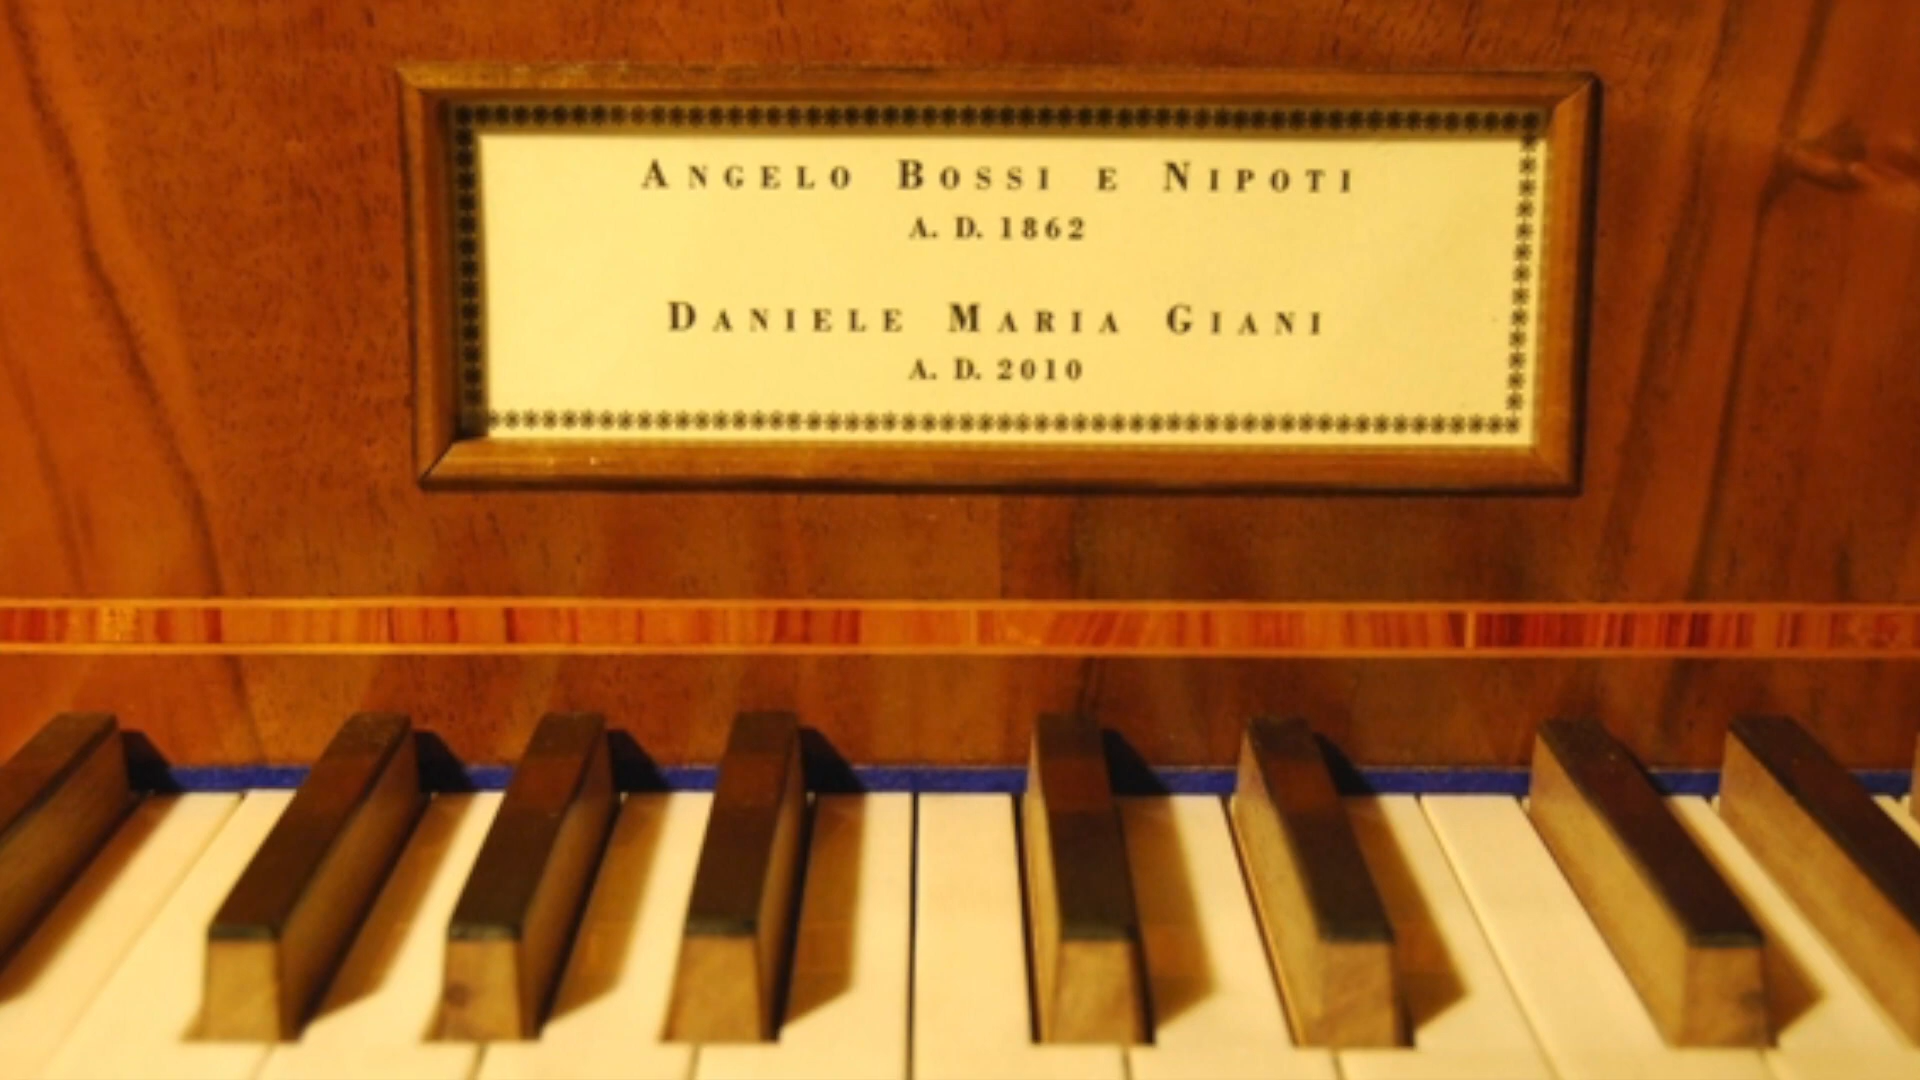 ANGELO BOSSI E NIPOTI
A. D. 1862
DANIELE MARIA GIANI
A. D. 2010